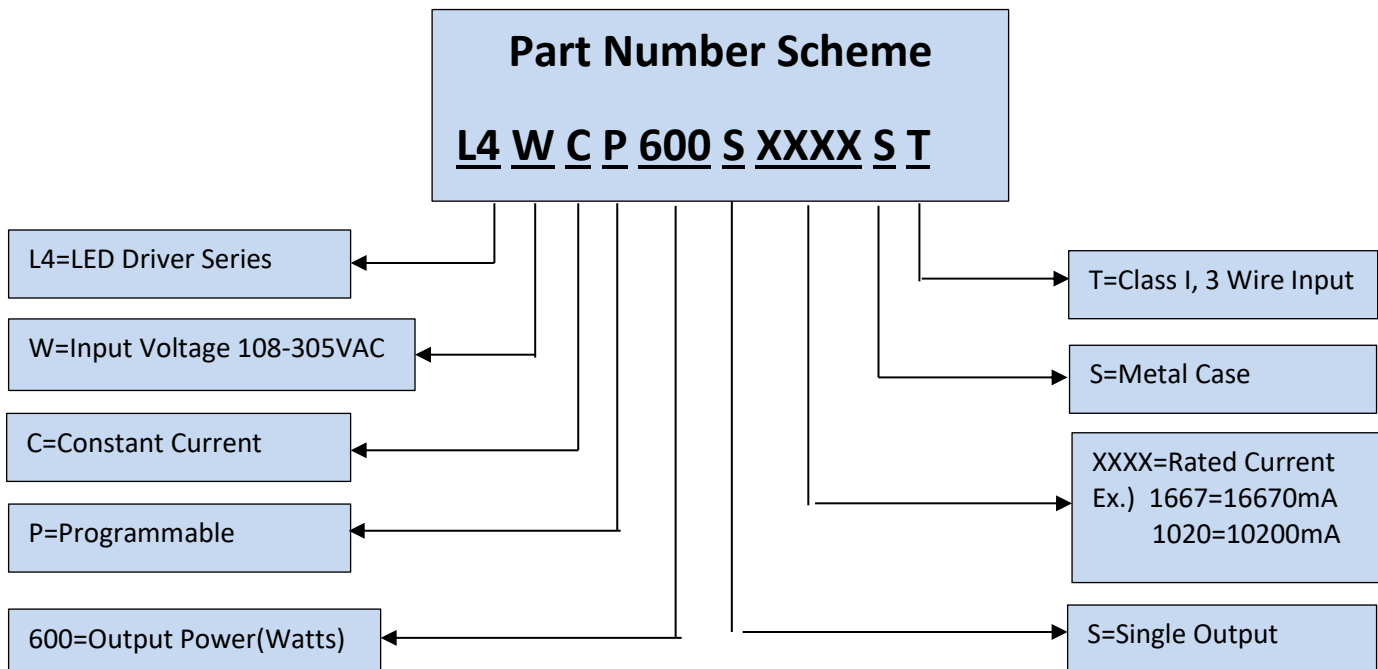 Part Number Scheme
L4 W C P 600 S XXXX S T
L4=LED Driver Series
W=Input Voltage 108-305VAC
C=Constant Current
P=Programmable
600=Output Power(Watts)
T=Class I, 3 Wire Input
S=Metal Case
XXXX=Rated Current
Ex.) 1667=16670mA
1020=10200mA
S=Single Output